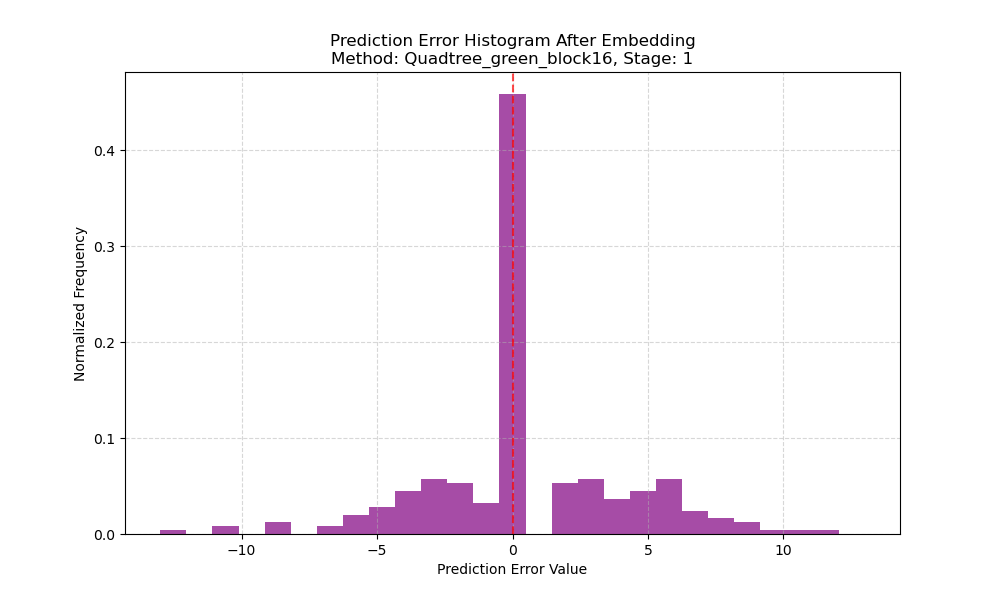 Prediction Error Histogram After Embedding
Method: Quadtree_green_block16, Stage: 1
Normalized Frequency
0.4
0.3
0.2
0.1
0.0
−10
−5
0
5
10
Prediction Error Value